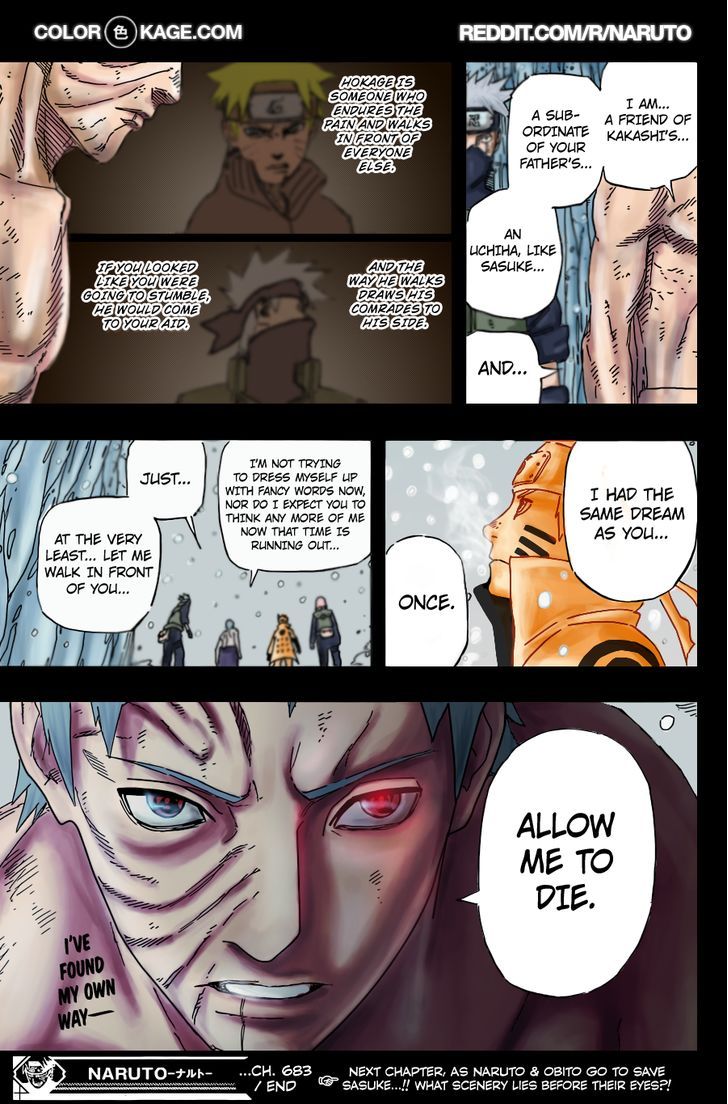 COLOR 色 KAGE.COM
REDDIT.COM/R/NARUTO
I AM...
A FRIEND OF
KAKASHI'S...
A SUB-
ORDINATE
OF YOUR
FATHER'S...
AN
UCHIHA, LIKE
SASUKE...
AND...
HOKAGE IS
SOMEONE WHO
ENDURES THE
PAIN AND WALKS
IN FRONT OF
EVERYONE
ELSE.
AND THE
WAY HE WALKS
DRAWS HIS
COMRADES TO
HIS SIDE.
IF YOU LOOKED
LIKE YOU WERE
GOING TO STUMBLE,
HE WOULD COME
TO YOUR AID.
I HAD THE
SAME DREAM
AS YOU...
ONCE.
I'M NOT TRYING
TO DRESS MYSELF UP
WITH FANCY WORDS NOW,
NOR DO I EXPECT YOU TO
THINK ANY MORE OF ME
NOW THAT TIME IS
RUNNING OUT...
JUST...
AT THE VERY
LEAST... LET ME
WALK IN FRONT
OF YOU...
ALLOW
ME TO
DIE.
I'VE
FOUND
MY OWN
WAY—
NARUTO-ナルト-
...CH. 683
/ END
☞ NEXT CHAPTER, AS NARUTO & OBITO GO TO SAVE
SASUKE...!! WHAT SCENERY LIES BEFORE THEIR EYES?!